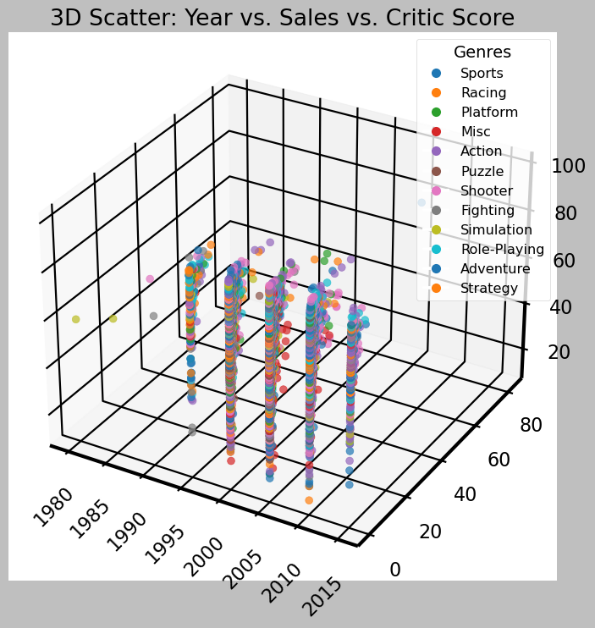 3D Scatter: Year vs. Sales vs. Critic Score
Genres
Sports
Racing
Platform
Misc
Action
Puzzle
Shooter
Fighting
Simulation
Role-Playing
Adventure
Strategy
100
80
60
40
20
80
60
40
20
0
1980
1985
1990
1995
2000
2005
2010
2015